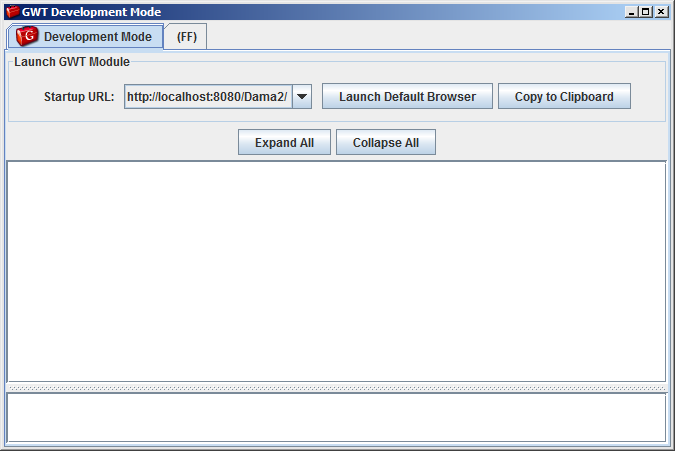 GWT Development Mode
G Development Mode (FF)
Launch GWT Module
Startup URL: http://localhost:8080/Dama2/ Launch Default Browser Copy to Clipboard
Expand All Collapse All